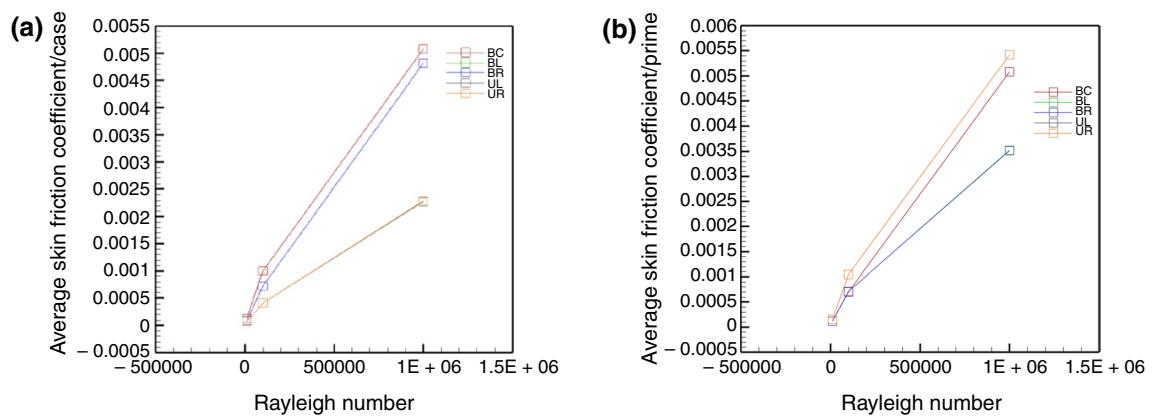 (a)
Average skin friction coefficient/case
0.0055
0.005
0.0045
0.004
0.0035
0.003
0.0025
0.002
0.0015
0.001
0.0005
0
– 0.0005
– 500000 0 500000 1E + 06 1.5E + 06
Rayleigh number
BC
BL
BR
UL
UR
(b)
Average skin friction coefficient/prime
0.006
0.0055
0.005
0.0045
0.004
0.0035
0.003
0.0025
0.002
0.0015
0.001
0.0005
0
– 0.0005
– 500000 0 500000 1E + 06 1.5E + 06
Rayleigh number
BC
BL
BR
UL
UR